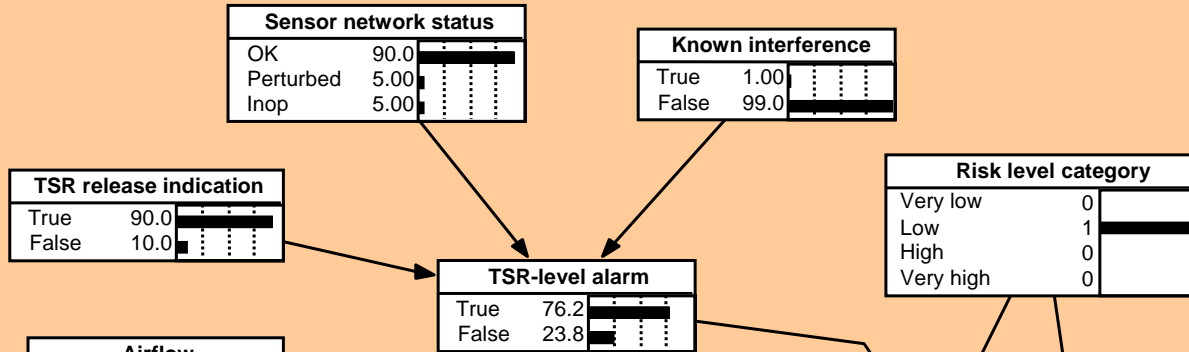 Sensor network status
OK 90.0
Perturbed 5.00
Inop 5.00
Known interference
True 1.00
False 99.0
Risk level category
Very low 0
Low 1
High 0
Very high 0
TSR release indication
True 90.0
False 10.0
TSR-level alarm
True 76.2
False 23.8
Airflow